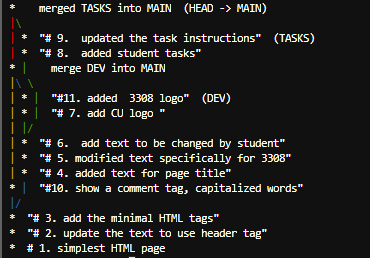 *    merged TASKS into MAIN  (HEAD -> MAIN)
|\
| *  "# 9.  updated the task instructions"  (TASKS)
| *  "# 8.  added student tasks"
* |    merge DEV into MAIN
|\ \
| * |  "#11. added  3308 logo"  (DEV)
| * |  "# 7. add CU logo "
| |/
| *  "# 6.  add text to be changed by student"
| *  "# 5. modified text specifically for 3308"
| *  "# 4. added text for page title"
* |  "#10. show a comment tag, capitalized words"
|/
*  "# 3. add the minimal HTML tags"
*  "# 2. update the text to use header tag"
*  # 1. simplest HTML page